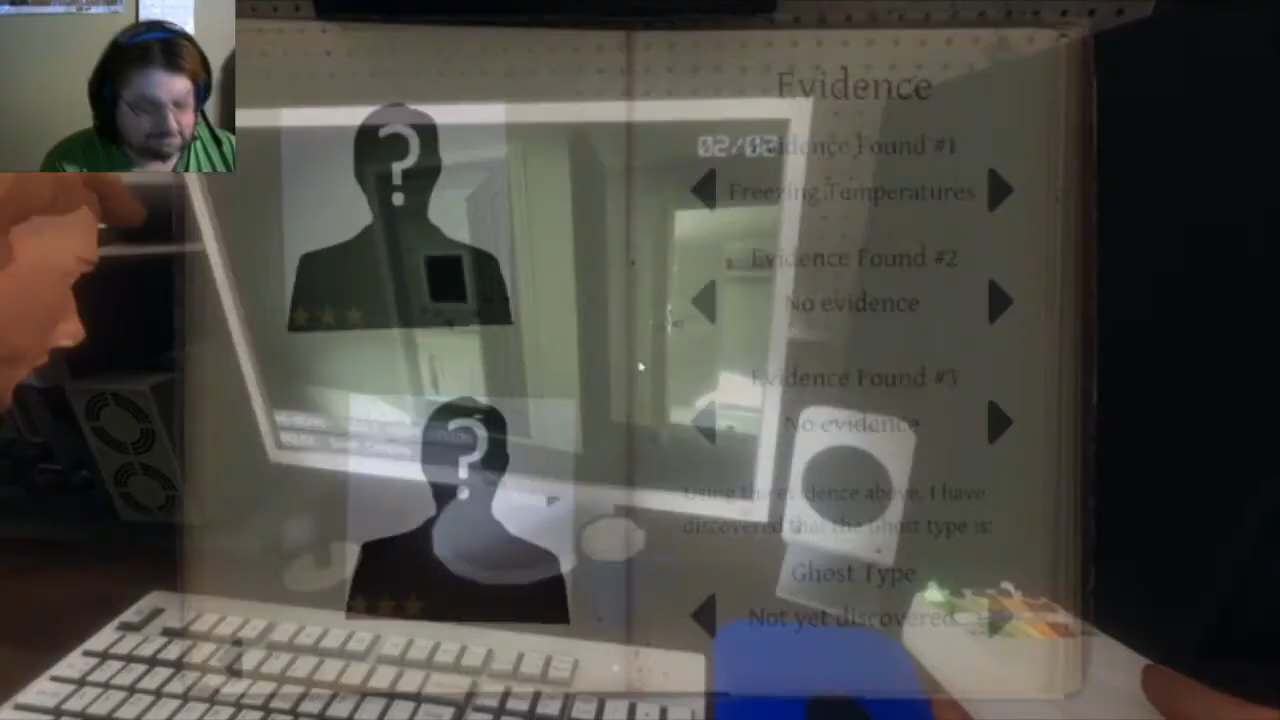 Evidence
02/02
Evidence Found #1
Freezing Temperatures
Evidence Found #2
No evidence
Evidence Found #3
No evidence
Using the evidence above, I have
discovered that the Ghost type is:
Ghost Type
Not yet discovered